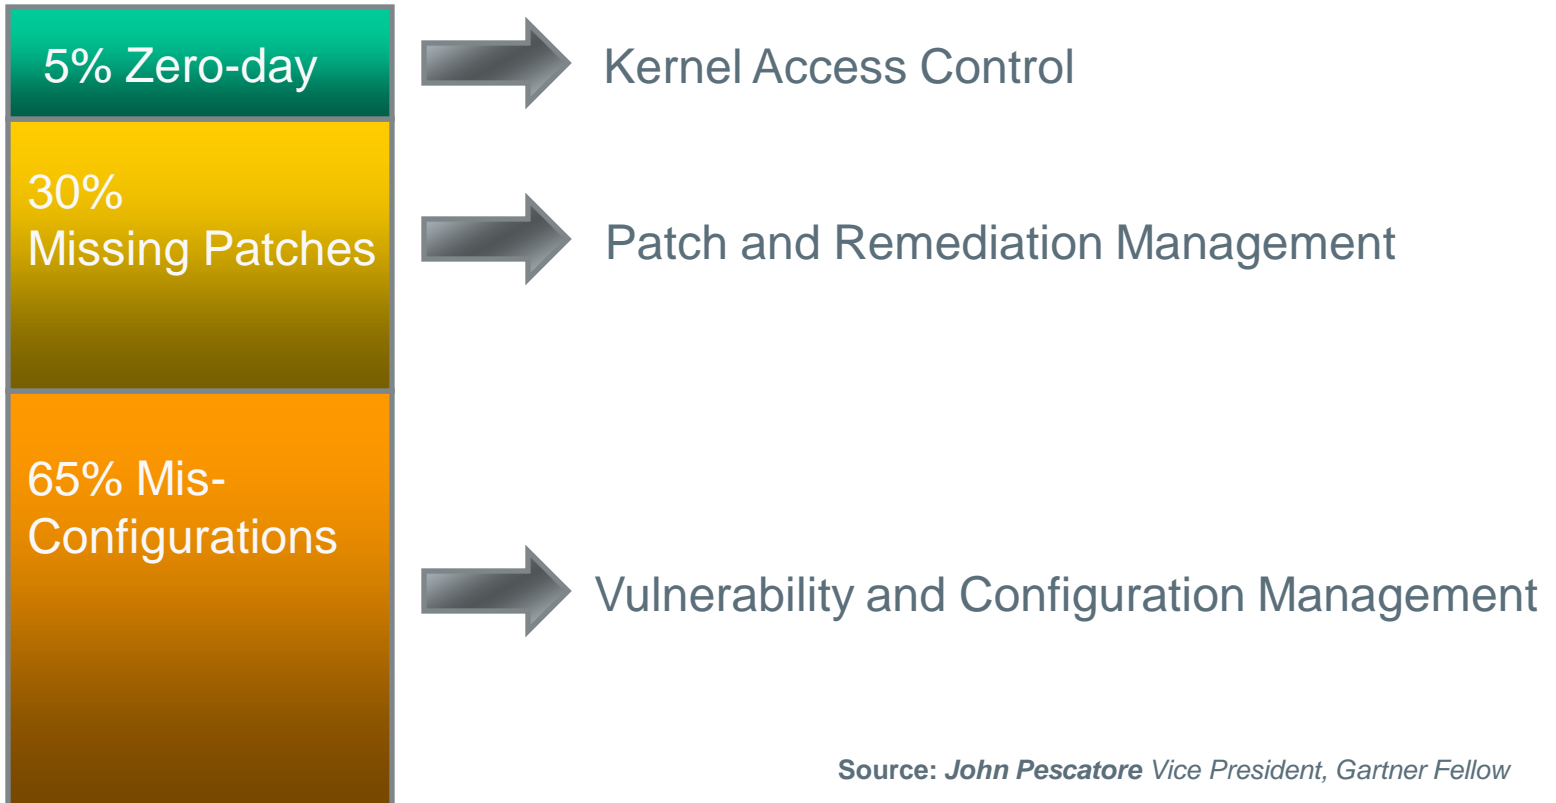 5% Zero-day
Kernel Access Control
30%
Missing Patches
Patch and Remediation Management
65% Mis-
Configurations
Vulnerability and Configuration Management
Source: John Pescatore Vice President, Gartner Fellow